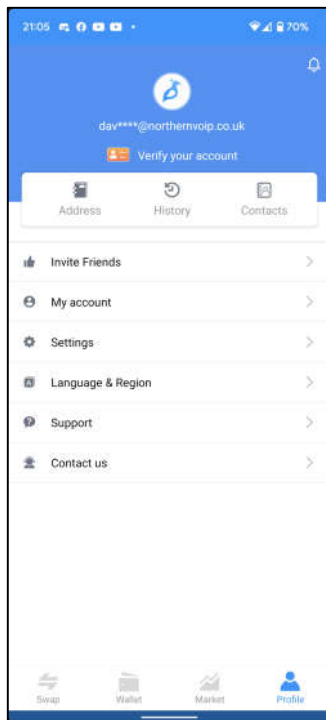 21:05 70%
dav****@northernvoip.co.uk
Verify your account
Address History Contacts
Invite Friends
My account
Settings
Language & Region
Support
Contact us
Swap Wallet Market Profile